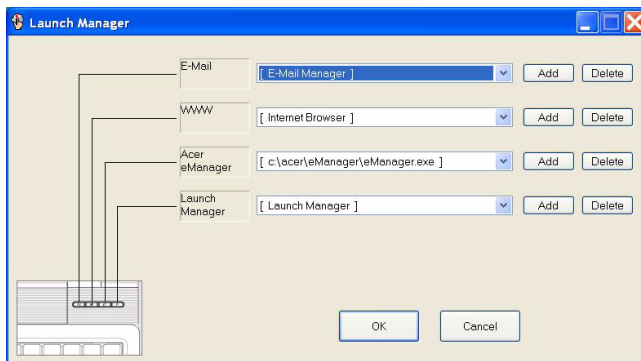 Launch Manager
E-Mail
[ E-Mail Manager ]
Add
Delete
WWW
[ Internet Browser ]
Add
Delete
Acer
eManager
[ c:\acer\eManager\eManager.exe ]
Add
Delete
Launch
Manager
[ Launch Manager ]
Add
Delete
OK
Cancel